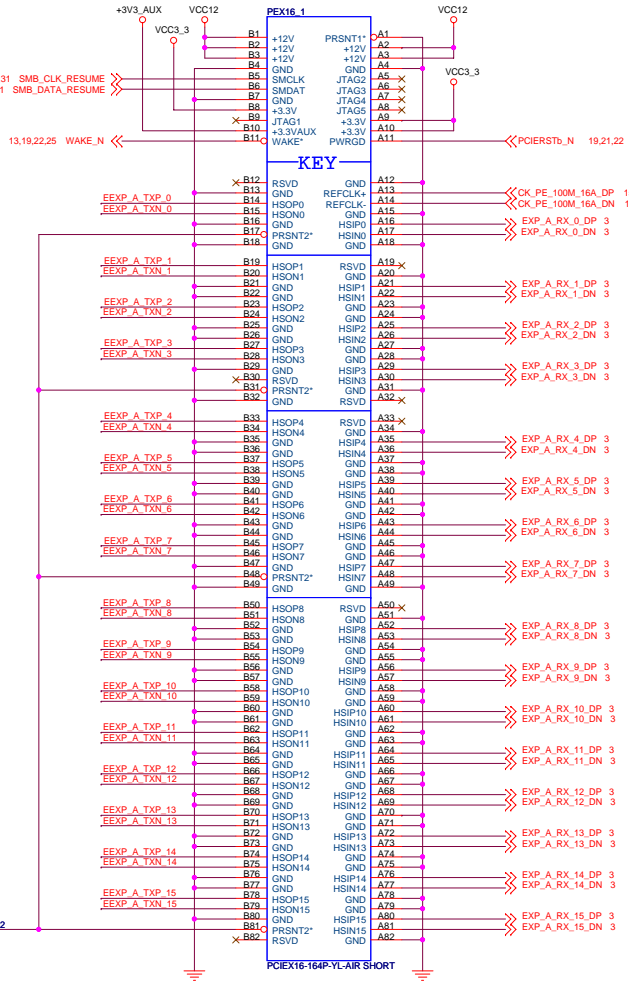 +3V3_AUX VCC12 PEX16_1 VCC12
VCC3_3
B1 +12V PRSNT1* A1
B2 +12V +12V A2
B3 +12V +12V A3
B4 GND GND A4
VCC3_3
31 SMB_CLK_RESUME B5 SMCLK JTAG2 A5
1 SMB_DATA_RESUME B6 SMDAT JTAG3 A6
B7 GND JTAG4 A7
B8 +3.3V JTAG5 A8
B9 JTAG1 +3.3V A9
B10 +3.3VAUX +3.3V A10
13,19,22,25 WAKE_N B11 WAKE* PWRGD A11 PCIERSTb_N 19,21,22
KEY
B12 RSVD GND A12
B13 GND REFCLK+ A13 CK_PE_100M_16A_DP 1
EEXP_A_TXP_0 B14 HSOP0 REFCLK- A14 CK_PE_100M_16A_DN 1
EEXP_A_TXN_0 B15 HSON0 GND A15
B16 GND HSIP0 A16 EXP_A_RX_0_DP 3
B17 PRSNT2* HSIN0 A17 EXP_A_RX_0_DN 3
B18 GND GND A18
EEXP_A_TXP_1 B19 HSOP1 RSVD A19
EEXP_A_TXN_1 B20 HSON1 GND A20
B21 GND HSIP1 A21 EXP_A_RX_1_DP 3
B22 GND HSIN1 A22 EXP_A_RX_1_DN 3
EEXP_A_TXP_2 B23 HSOP2 GND A23
EEXP_A_TXN_2 B24 HSON2 GND A24
B25 GND HSIP2 A25 EXP_A_RX_2_DP 3
B26 GND HSIN2 A26 EXP_A_RX_2_DN 3
EEXP_A_TXP_3 B27 HSOP3 GND A27
EEXP_A_TXN_3 B28 HSON3 GND A28
B29 GND HSIP3 A29 EXP_A_RX_3_DP 3
B30 RSVD HSIN3 A30 EXP_A_RX_3_DN 3
B31 PRSNT2* GND A31
B32 GND RSVD A32
EEXP_A_TXP_4 B33 HSOP4 RSVD A33
EEXP_A_TXN_4 B34 HSON4 GND A34
B35 GND HSIP4 A35 EXP_A_RX_4_DP 3
B36 GND HSIN4 A36 EXP_A_RX_4_DN 3
EEXP_A_TXP_5 B37 HSOP5 GND A37
EEXP_A_TXN_5 B38 HSON5 GND A38
B39 GND HSIP5 A39 EXP_A_RX_5_DP 3
B40 GND HSIN5 A40 EXP_A_RX_5_DN 3
EEXP_A_TXP_6 B41 HSOP6 GND A41
EEXP_A_TXN_6 B42 HSON6 GND A42
B43 GND HSIP6 A43 EXP_A_RX_6_DP 3
B44 GND HSIN6 A44 EXP_A_RX_6_DN 3
EEXP_A_TXP_7 B45 HSOP7 GND A45
EEXP_A_TXN_7 B46 HSON7 GND A46
B47 GND HSIP7 A47 EXP_A_RX_7_DP 3
B48 PRSNT2* HSIN7 A48 EXP_A_RX_7_DN 3
B49 GND GND A49
EEXP_A_TXP_8 B50 HSOP8 RSVD A50
EEXP_A_TXN_8 B51 HSON8 GND A51
B52 GND HSIP8 A52 EXP_A_RX_8_DP 3
B53 GND HSIN8 A53 EXP_A_RX_8_DN 3
EEXP_A_TXP_9 B54 HSOP9 GND A54
EEXP_A_TXN_9 B55 HSON9 GND A55
B56 GND HSIP9 A56 EXP_A_RX_9_DP 3
B57 GND HSIN9 A57 EXP_A_RX_9_DN 3
EEXP_A_TXP_10 B58 HSOP10 GND A58
EEXP_A_TXN_10 B59 HSON10 GND A59
B60 GND HSIP10 A60 EXP_A_RX_10_DP 3
B61 GND HSIN10 A61 EXP_A_RX_10_DN 3
EEXP_A_TXP_11 B62 HSOP11 GND A62
EEXP_A_TXN_11 B63 HSON11 GND A63
B64 GND HSIP11 A64 EXP_A_RX_11_DP 3
B65 GND HSIN11 A65 EXP_A_RX_11_DN 3
EEXP_A_TXP_12 B66 HSOP12 GND A66
EEXP_A_TXN_12 B67 HSON12 GND A67
B68 GND HSIP12 A68 EXP_A_RX_12_DP 3
B69 GND HSIN12 A69 EXP_A_RX_12_DN 3
EEXP_A_TXP_13 B70 HSOP13 GND A70
EEXP_A_TXN_13 B71 HSON13 GND A71
B72 GND HSIP13 A72 EXP_A_RX_13_DP 3
B73 GND HSIN13 A73 EXP_A_RX_13_DN 3
EEXP_A_TXP_14 B74 HSOP14 GND A74
EEXP_A_TXN_14 B75 HSON14 GND A75
B76 GND HSIP14 A76 EXP_A_RX_14_DP 3
B77 GND HSIN14 A77 EXP_A_RX_14_DN 3
EEXP_A_TXP_15 B78 HSOP15 GND A78
EEXP_A_TXN_15 B79 HSON15 GND A79
B80 GND HSIP15 A80 EXP_A_RX_15_DP 3
2 B81 PRSNT2* HSIN15 A81 EXP_A_RX_15_DN 3
B82 RSVD GND A82
PCIEX16-164P-YL-AIR SHORT